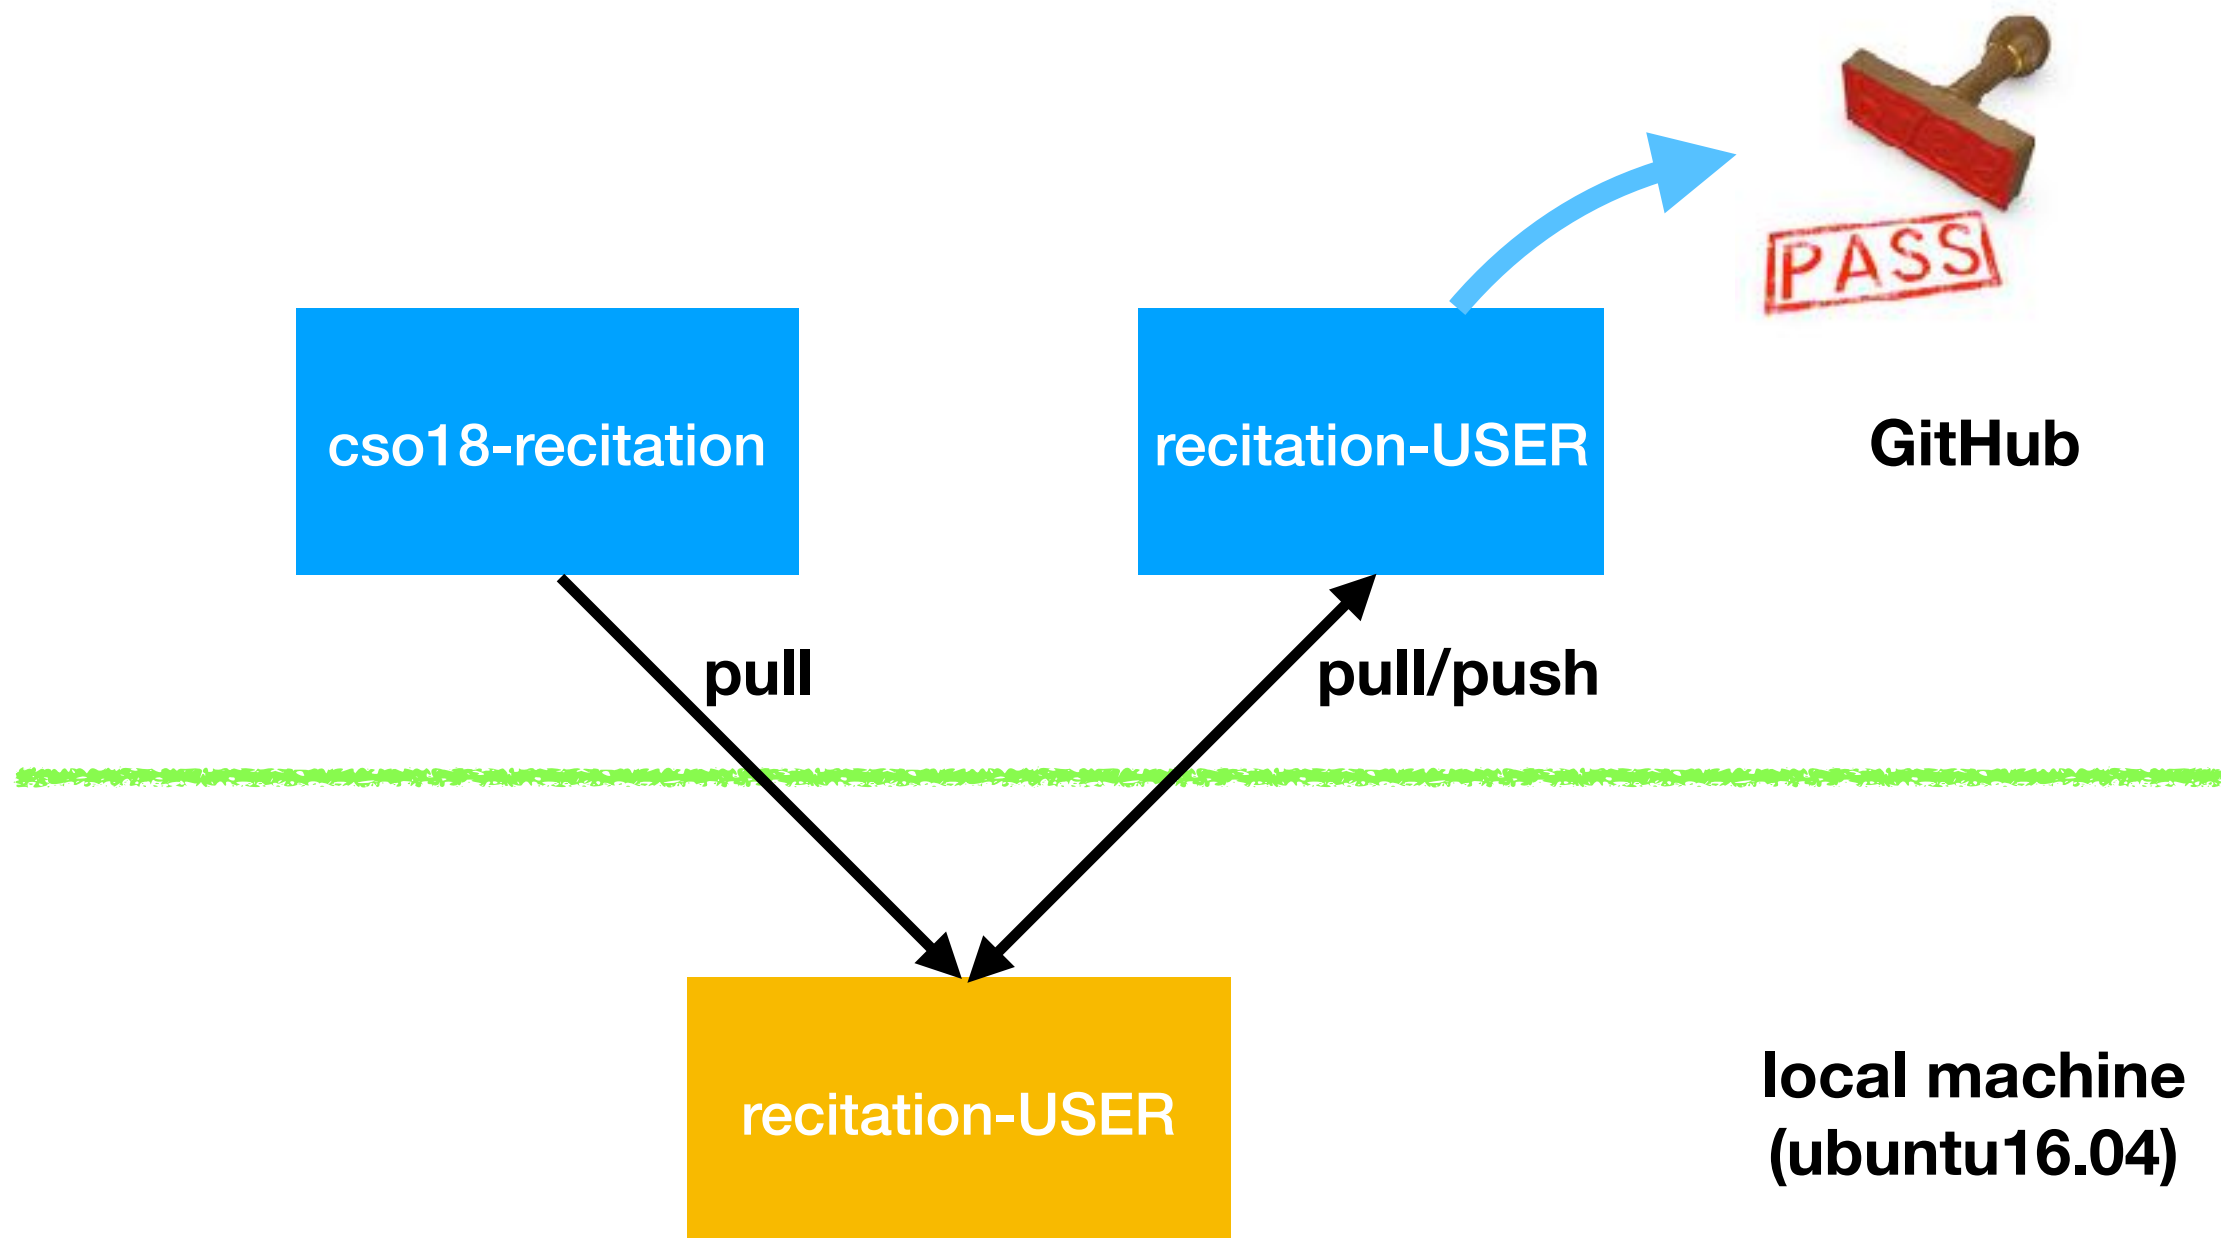 PASS
cso18-recitation
recitation-USER
GitHub
pull
pull/push
recitation-USER
local machine
(ubuntu16.04)